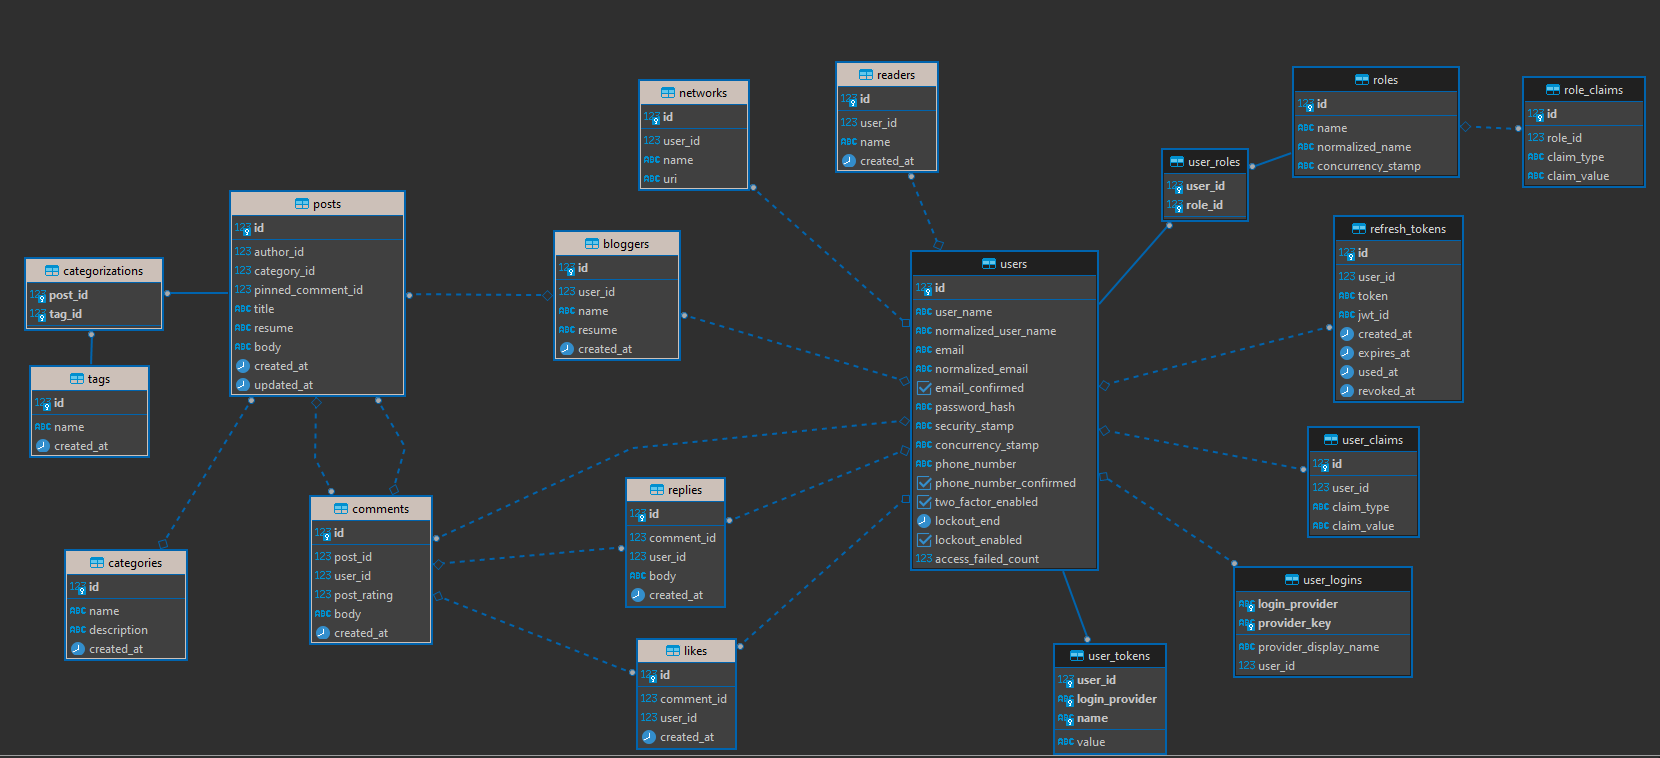 networks
id
user_id
name
uri
readers
id
user_id
name
created_at
roles
id
name
normalized_name
concurrency_stamp
role_claims
id
role_id
claim_type
claim_value
user_roles
user_id
role_id
posts
id
author_id
category_id
pinned_comment_id
title
resume
body
created_at
updated_at
bloggers
id
user_id
name
resume
created_at
users
id
user_name
normalized_user_name
email
normalized_email
email_confirmed
password_hash
security_stamp
concurrency_stamp
phone_number
phone_number_confirmed
two_factor_enabled
lockout_end
lockout_enabled
access_failed_count
refresh_tokens
id
user_id
token
jwt_id
created_at
expires_at
used_at
revoked_at
categorizations
post_id
tag_id
tags
id
name
created_at
user_claims
id
user_id
claim_type
claim_value
comments
id
post_id
user_id
post_rating
body
created_at
replies
id
comment_id
user_id
body
created_at
categories
id
name
description
created_at
user_logins
login_provider
provider_key
provider_display_name
user_id
likes
id
comment_id
user_id
created_at
user_tokens
user_id
login_provider
name
value